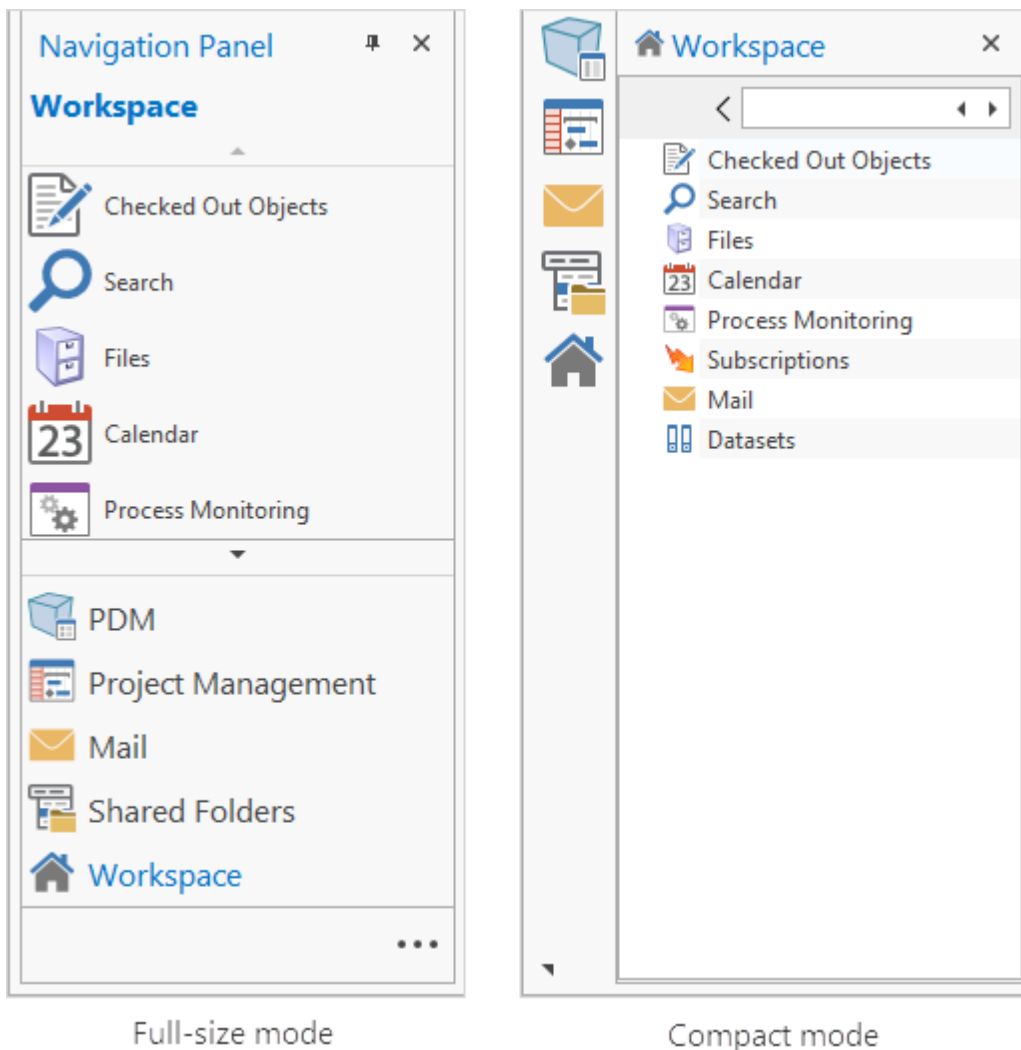 Navigation Panel
Workspace
Checked Out Objects
Search
Files
23
Calendar
Process Monitoring
PDM
Project Management
Mail
Shared Folders
Workspace
Full-size mode
Workspace
Checked Out Objects
Search
Files
23
Calendar
Process Monitoring
Subscriptions
Mail
Datasets
Compact mode